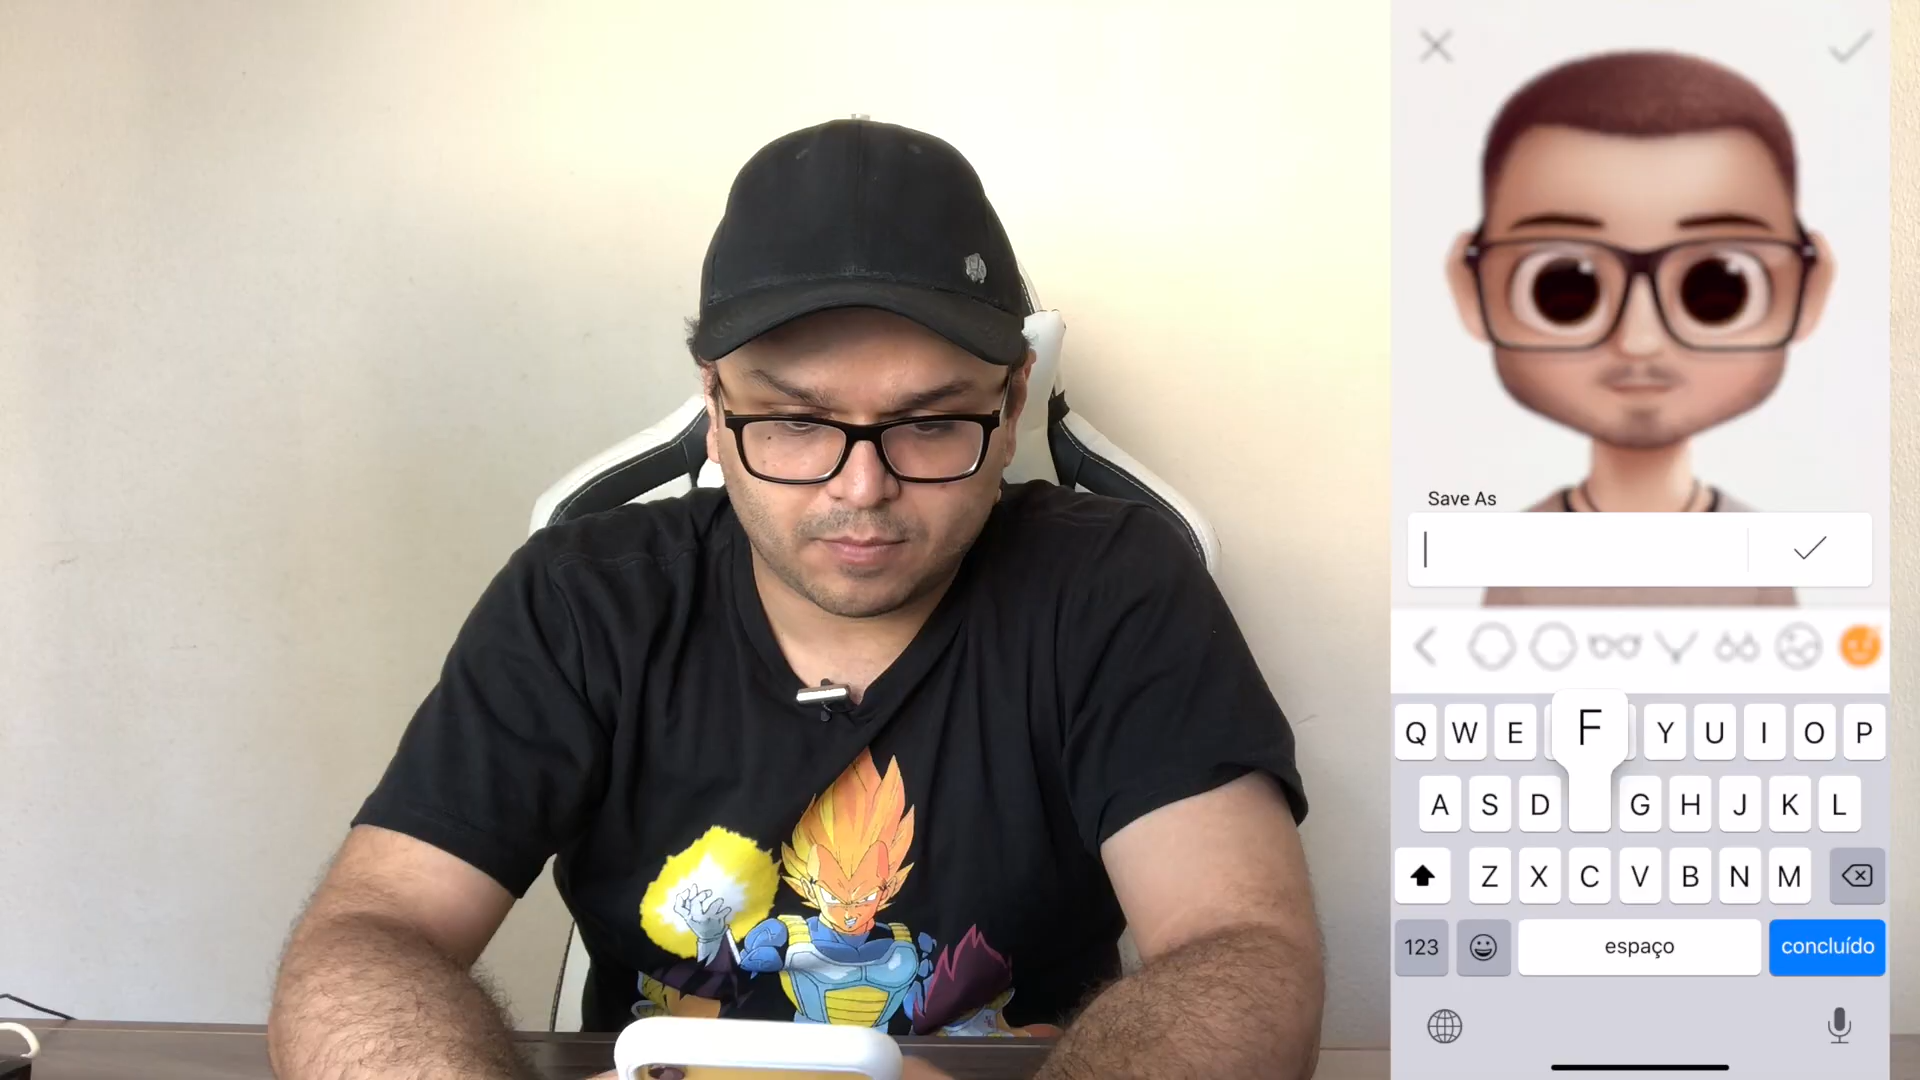 Save As
Q W E F Y U I O P
A S D G H J K L
Z X C V B N M
123 espaço concluído